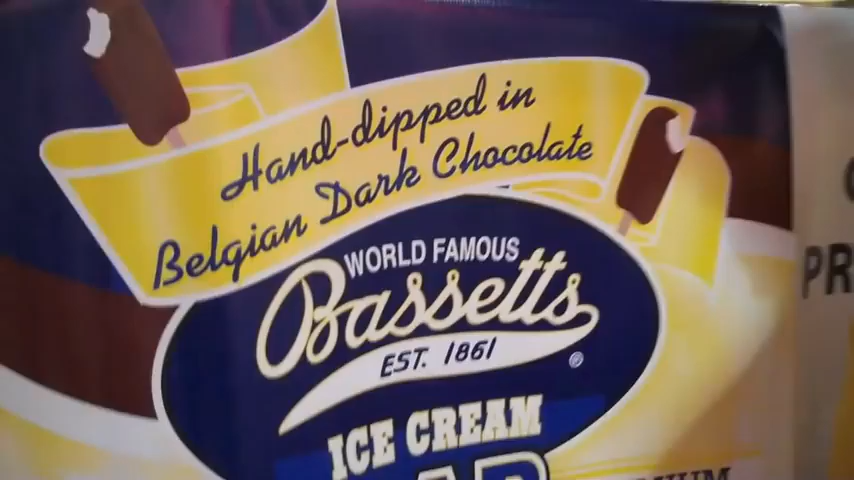 Hand-dipped in
Belgian Dark Chocolate
WORLD FAMOUS
Bassetts
EST. 1861
®
ICE CREAM